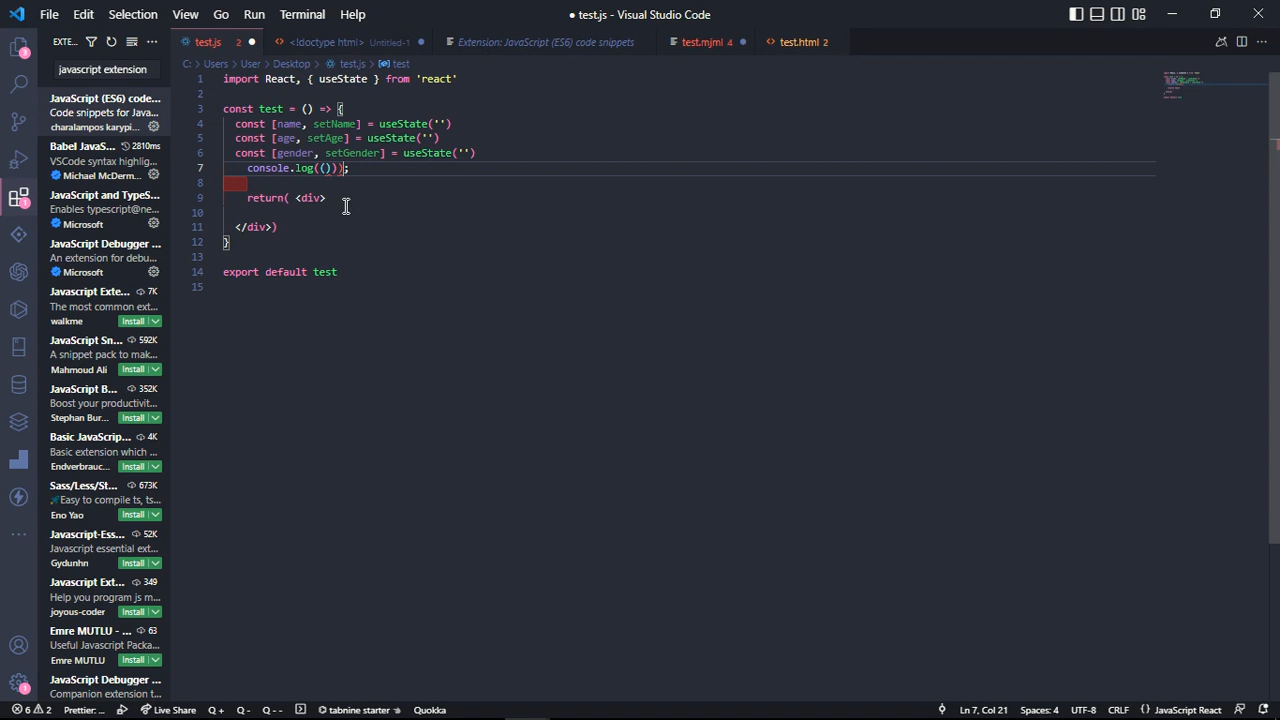 File Edit Selection View Go Run Terminal Help
● test.js - Visual Studio Code
EXTE...
test.js 2 ●
<!doctype html> Untitled-1 ●
Extension: JavaScript (ES6) code snippets
test.mjml 4 ●
test.html 2
C: > Users > User > Desktop > test.js > test
javascript extension
JavaScript (ES6) code...
Code snippets for Java...
charalampos karypi...
Babel JavaS... 2810ms
VSCode syntax highlig...
Michael McDerm...
JavaScript and TypeS...
Enables typescript@ne...
Microsoft
JavaScript Debugger ...
An extension for debu...
Microsoft
Javascript Exte... 7K
The most common ext...
walkme Install
JavaScript Sn... 592K
A snippet pack to mak...
Mahmoud Ali Install
JavaScript B... 352K
Boost your productivit...
Stephan Bur... Install
Basic JavaScrip... 4K
Basic extension which ...
Endverbrauc... Install
Sass/Less/St... 673K
🚀Easy to compile ts, ts...
Eno Yao Install
Javascript-Ess... 52K
Javascript essential ext...
Gydunhn Install
Javascript Ext... 349
Help you program js m...
joyous-coder Install
Emre MUTLU - ... 63
Useful Javascript Packa...
Emre MUTLU Install
JavaScript Debugger ...
Companion extension t...
1 import React, { useState } from 'react'
2
3 const test = () => {
4 const [name, setName] = useState('')
5 const [age, setAge] = useState('')
6 const [gender, setGender] = useState('')
7 console.log(()));
8
9 return( <div>
10
11 </div>)
12 }
13
14 export default test
15
3
1
1
6 2 Prettier: ... Live Share Q + Q - Q - - tabnine starter Quokka
Ln 7, Col 21 Spaces: 4 UTF-8 CRLF {} JavaScript React